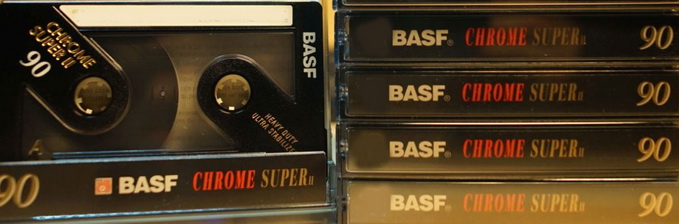 CHROME
SUPER II
90
BASF
HEAVY DUTY
ULTRA STABILIZED
A
90 BASF CHROME SUPER II
BASF® CHROME SUPER II 90
BASF® CHROME SUPER II 90
BASF® CHROME SUPER II 90
BASF® CHROME SUPER II 90